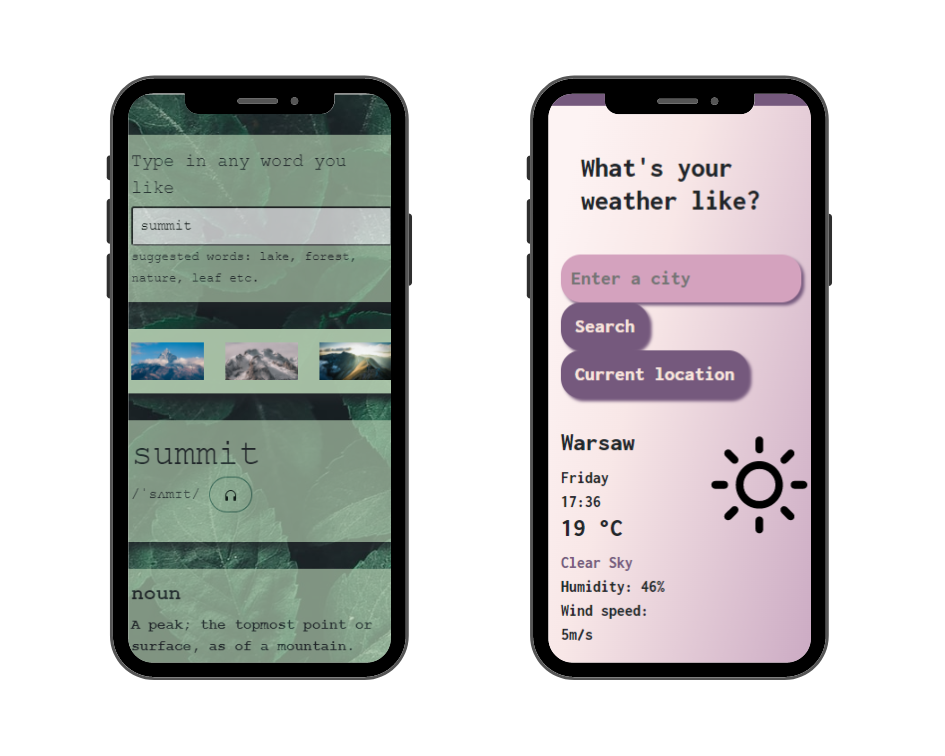 Type in any word you
like
summit
suggested words: lake, forest,
nature, leaf etc.
summit
/ˈsʌmɪt/
noun
A peak; the topmost point or
surface, as of a mountain.
What's your
weather like?
Enter a city
Search
Current location
Warsaw
Friday
17:36
19 °C
Clear Sky
Humidity: 46%
Wind speed:
5m/s